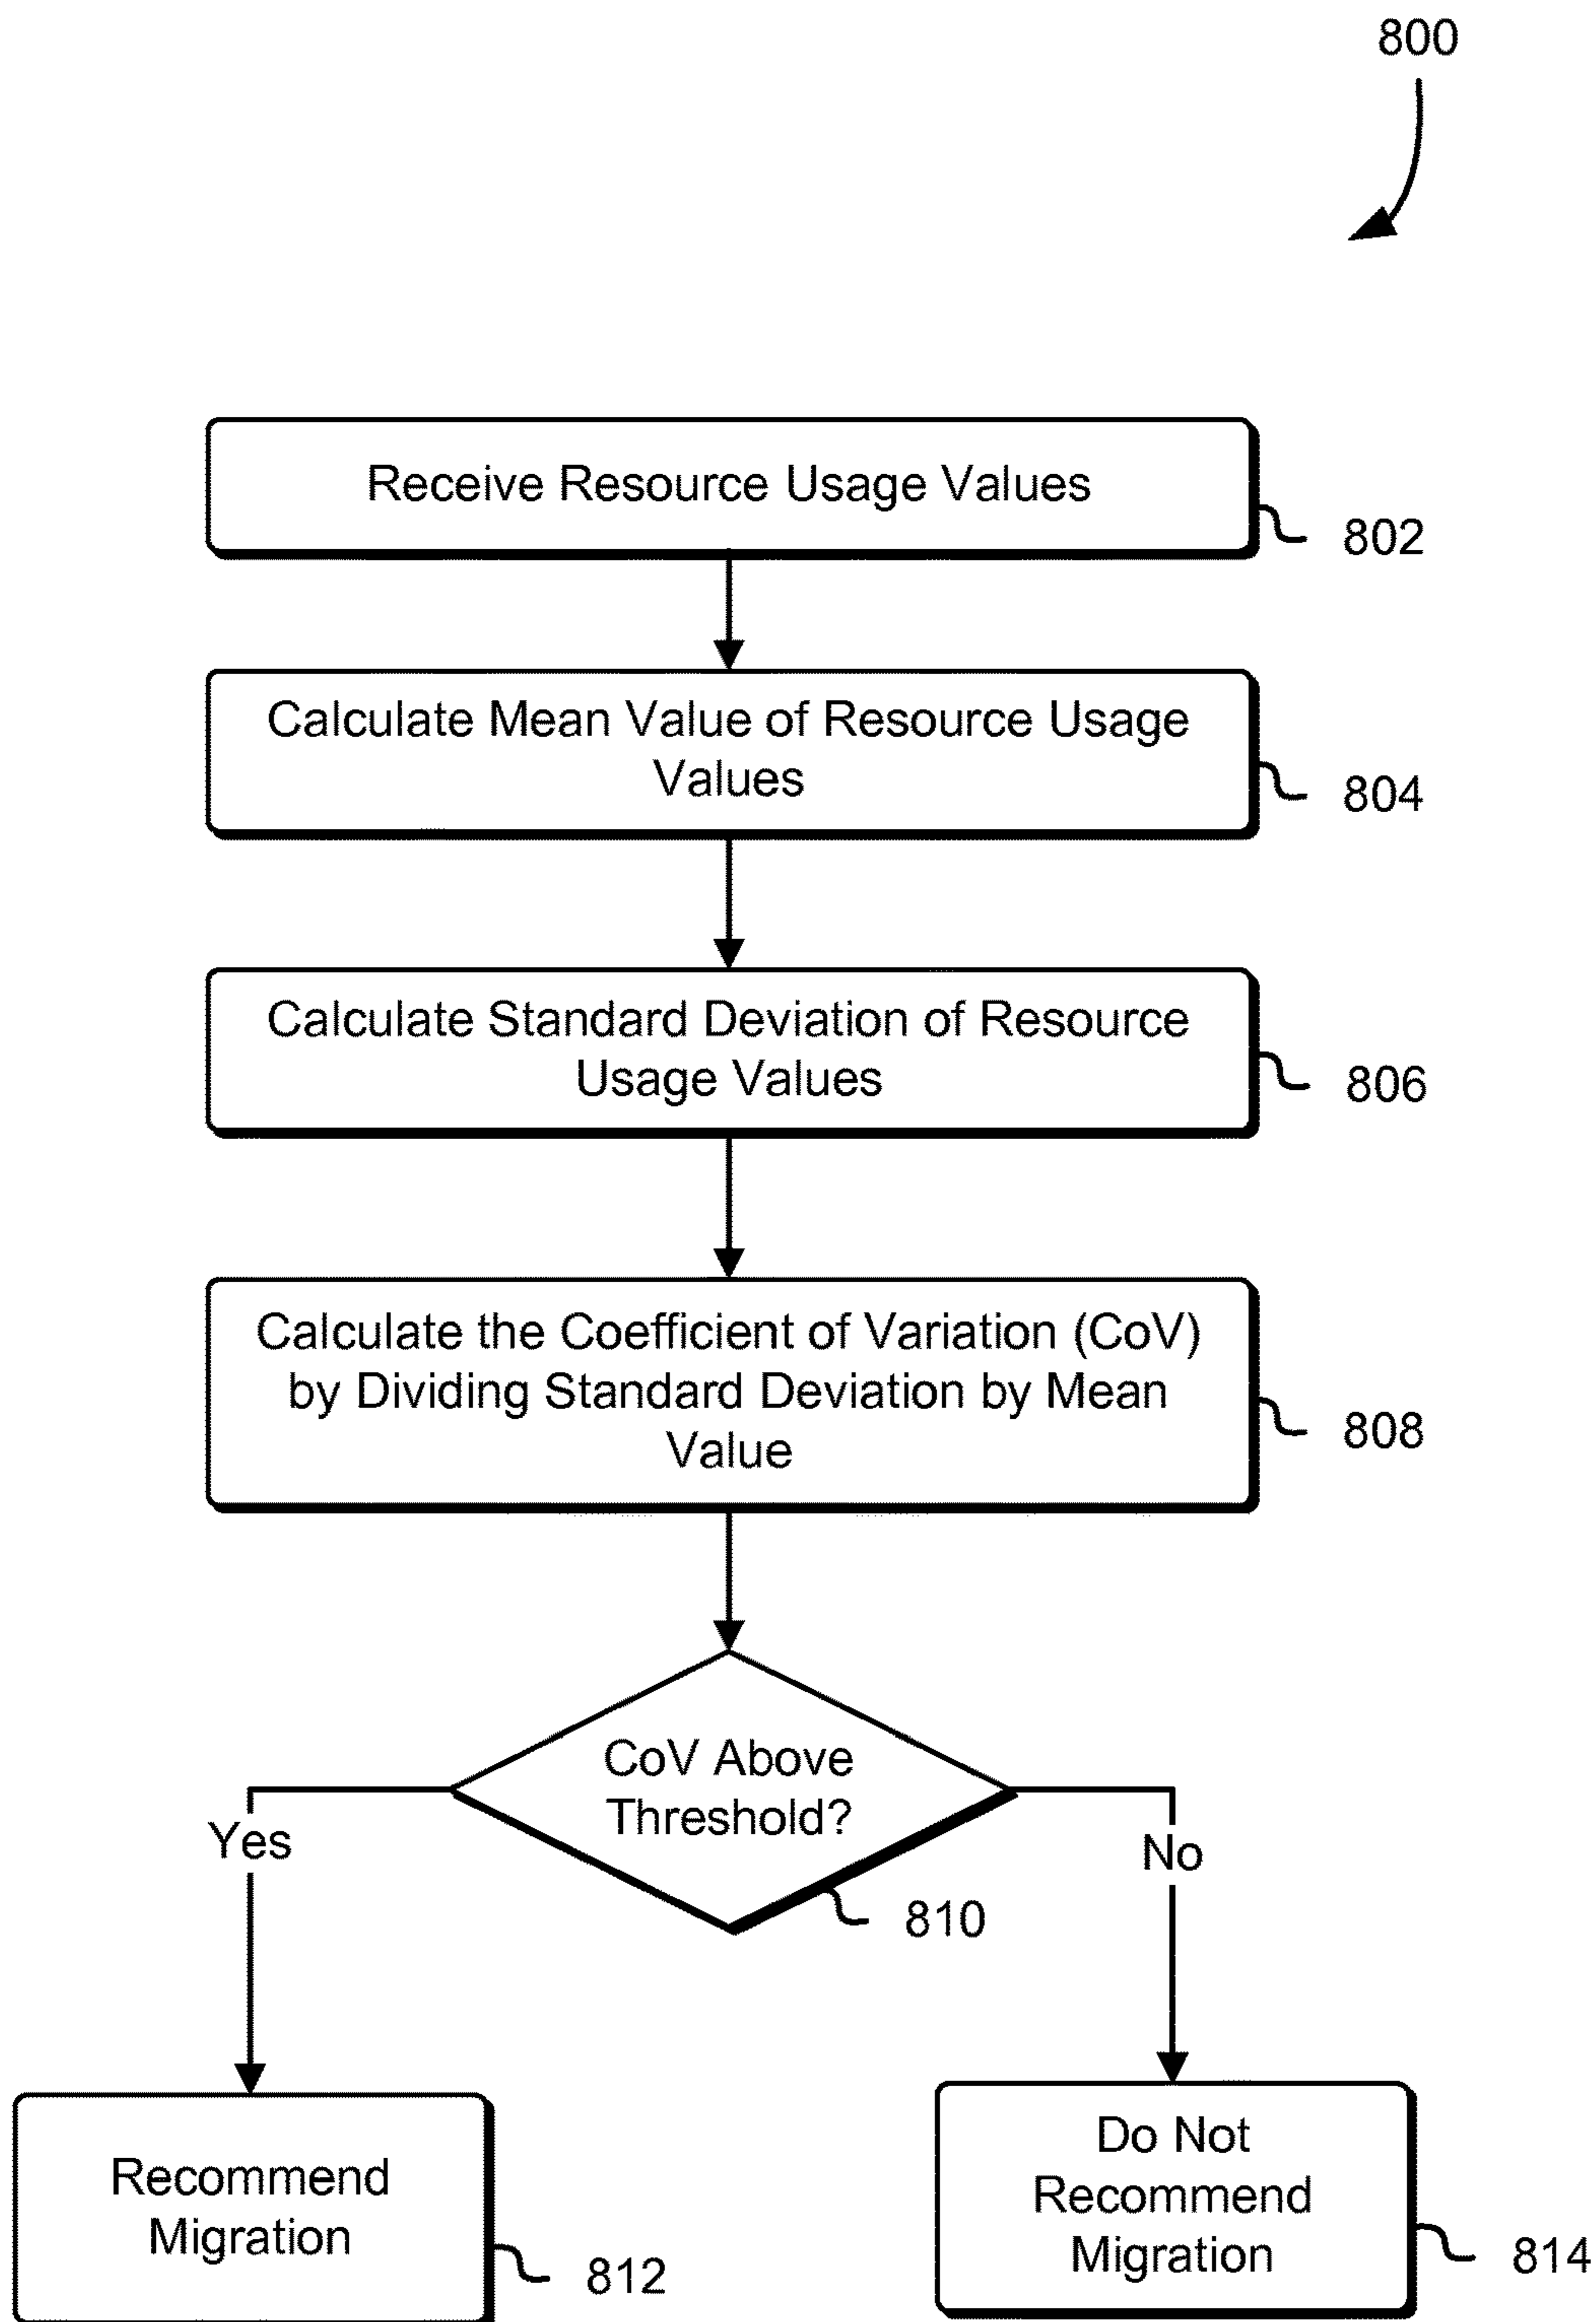 800
Receive Resource Usage Values
802
Calculate Mean Value of Resource Usage
Values
804
Calculate Standard Deviation of Resource
Usage Values
806
Calculate the Coefficient of Variation (CoV)
by Dividing Standard Deviation by Mean
Value
808
CoV Above
Threshold?
Yes
No
810
Recommend
Migration
812
Do Not
Recommend
Migration
814